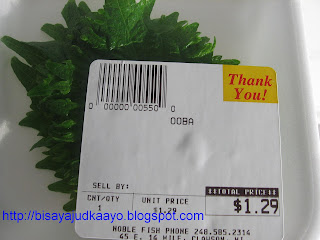 Thank
You!
0 00000 00550 0
OOBA
SELL BY:
CNT/QTY UNIT PRICE ‡‡TOTAL PRICE‡‡
1 $1.29 $1.29
NOBLE FISH PHONE 248.585.2314
45 E. 14 MILE, CLAWSON, MI
http://bisayajudkaayo.blogspot.com